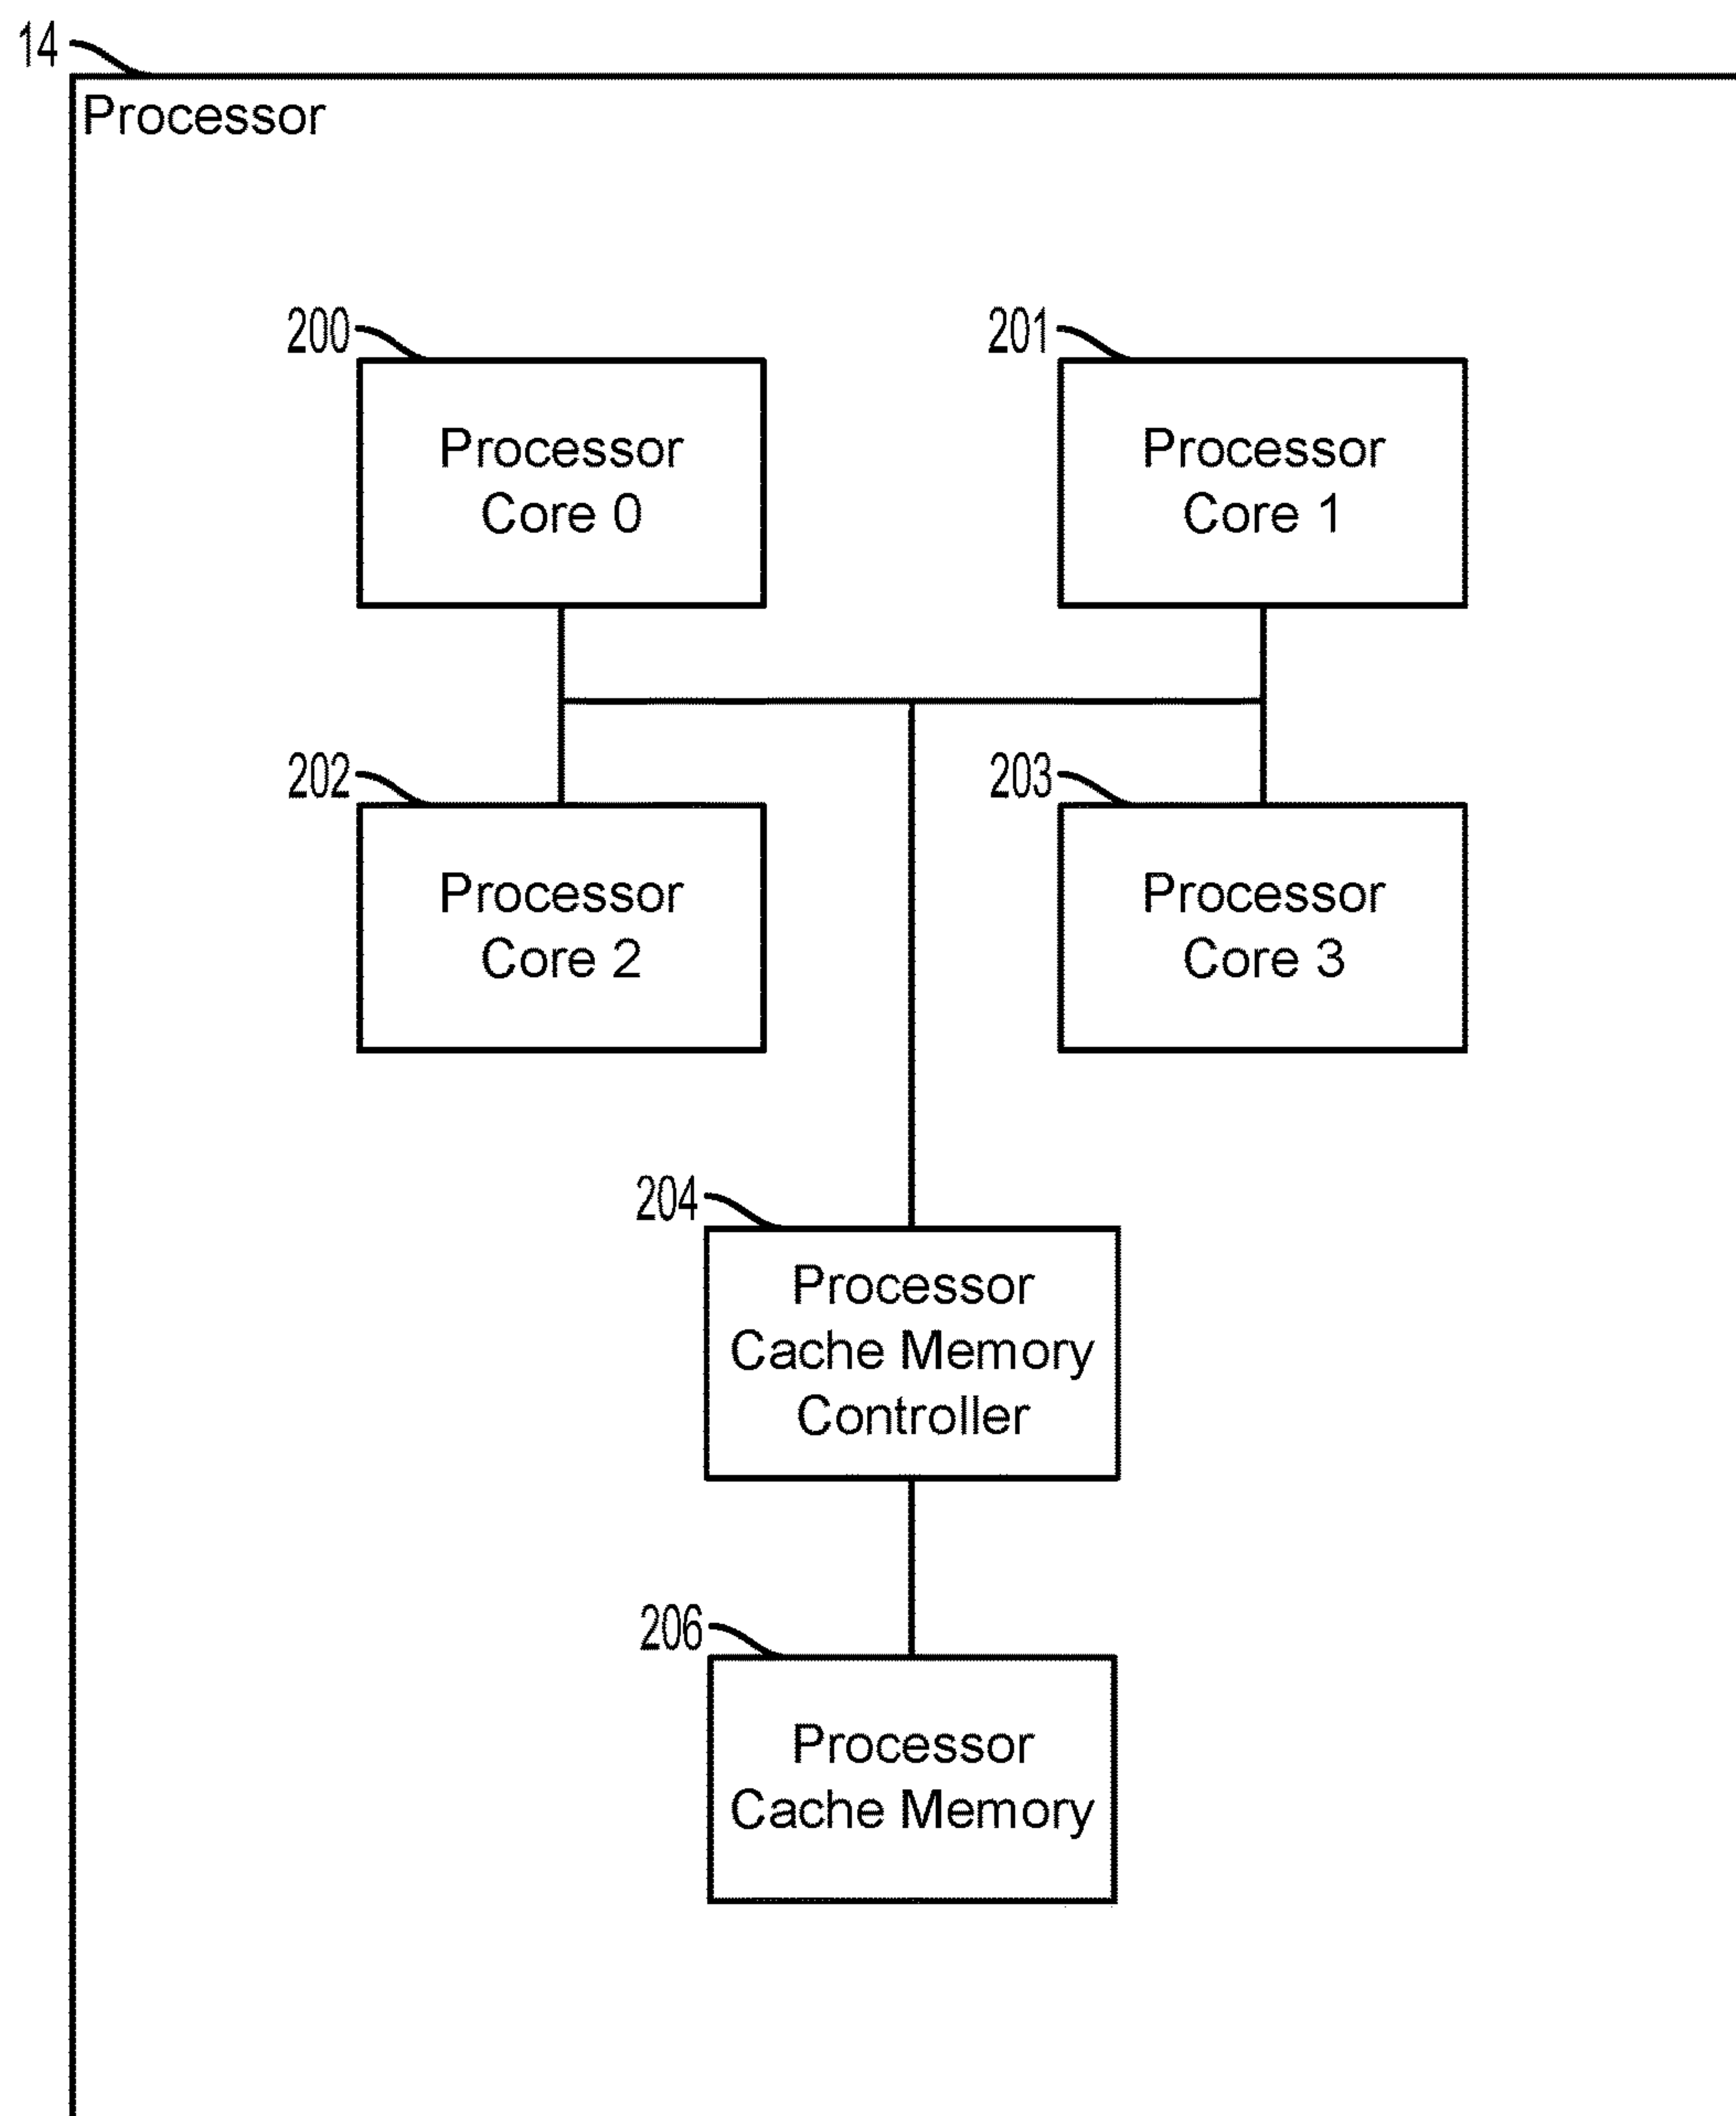 14
Processor
200
Processor
Core 0
201
Processor
Core 1
202
Processor
Core 2
203
Processor
Core 3
204
Processor
Cache Memory
Controller
206
Processor
Cache Memory